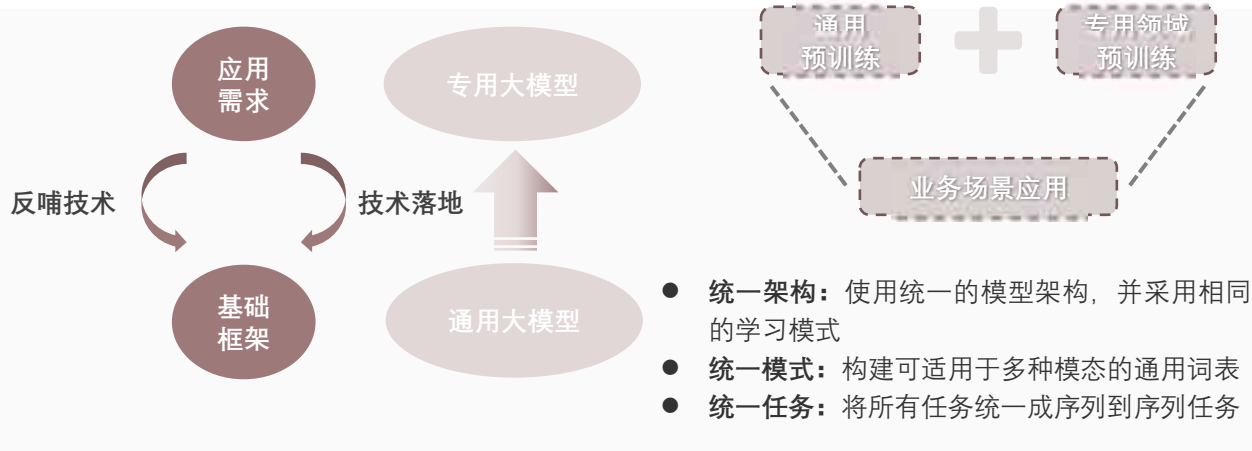 应用
需求
专用大模型
反哺技术
技术落地
基础
框架
通用大模型
通用
预训练
专用领域
预训练
业务场景应用
统一架构：使用统一的模型架构，并采用相同
的学习模式
统一模式：构建可适用于多种模态的通用词表
统一任务：将所有任务统一成序列到序列任务